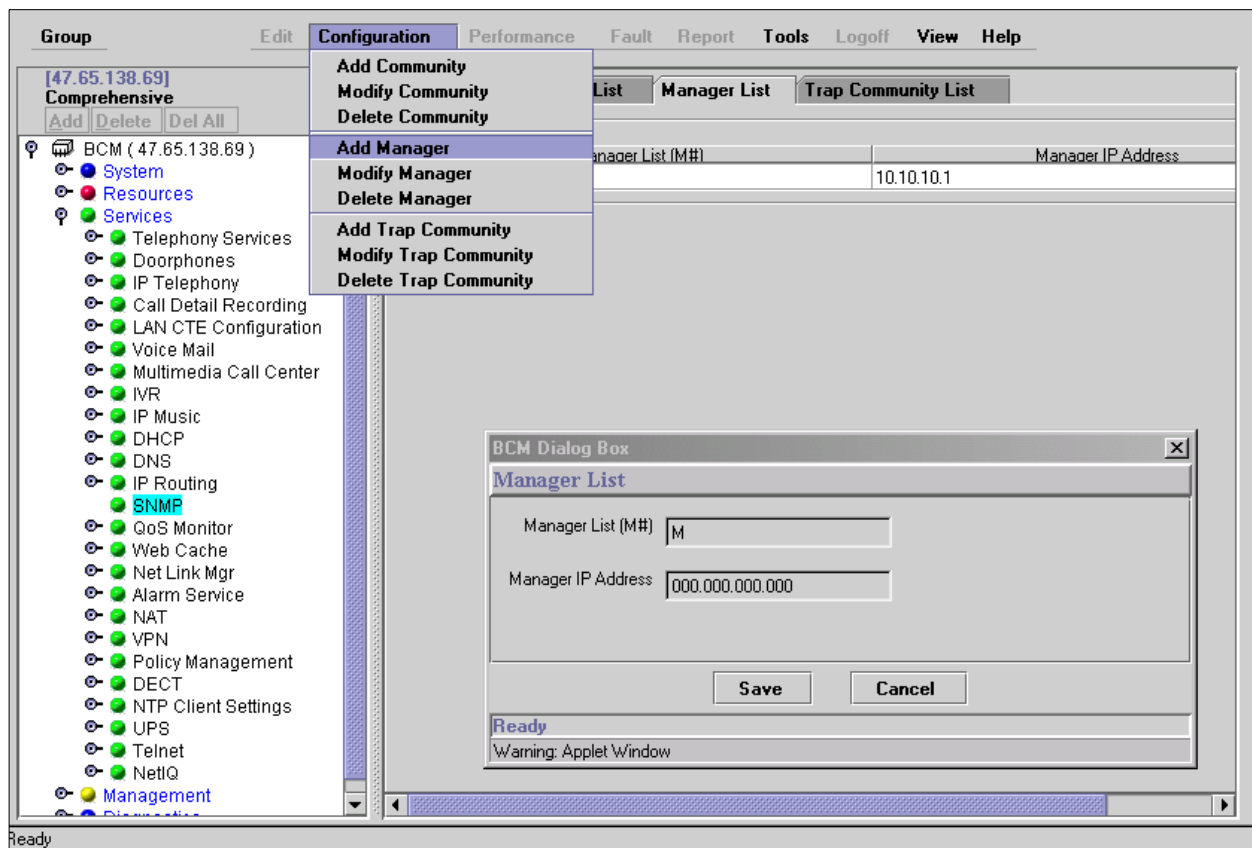 Group Edit Configuration Performance Fault Report Tools Logoff View Help
[47.65.138.69]
Comprehensive
Add Delete Del All
BCM ( 47.65.138.69 )
System
Resources
Services
Telephony Services
Doorphones
IP Telephony
Call Detail Recording
LAN CTE Configuration
Voice Mail
Multimedia Call Center
IVR
IP Music
DHCP
DNS
IP Routing
SNMP
QoS Monitor
Web Cache
Net Link Mgr
Alarm Service
NAT
VPN
Policy Management
DECT
NTP Client Settings
UPS
Telnet
NetIQ
Management
Add Community
Modify Community
Delete Community
Add Manager
Modify Manager
Delete Manager
Add Trap Community
Modify Trap Community
Delete Trap Community
List Manager List Trap Community List
List (M#) Manager IP Address
10.10.10.1
BCM Dialog Box
Manager List
Manager List (M#) M
Manager IP Address 000.000.000.000
Save Cancel
Ready
Warning: Applet Window
Ready